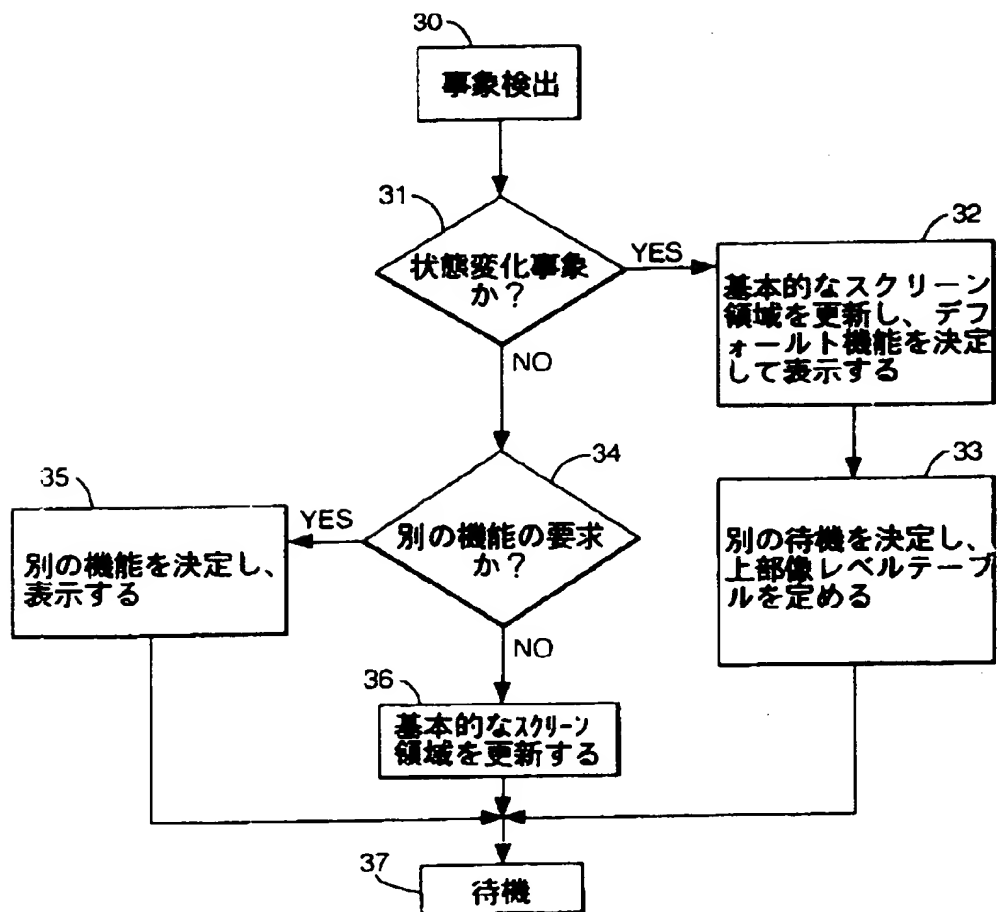 30
事象検出
31
状態変化事象
か？
YES
NO
32
基本的なスクリーン
領域を更新し、デフ
ォールト機能を決定
して表示する
33
別の待機を決定し、
上部像レベルテーブ
ルを定める
34
別の機能の要求
か？
YES
NO
35
別の機能を決定し、
表示する
36
基本的なスクリーン
領域を更新する
37
待機